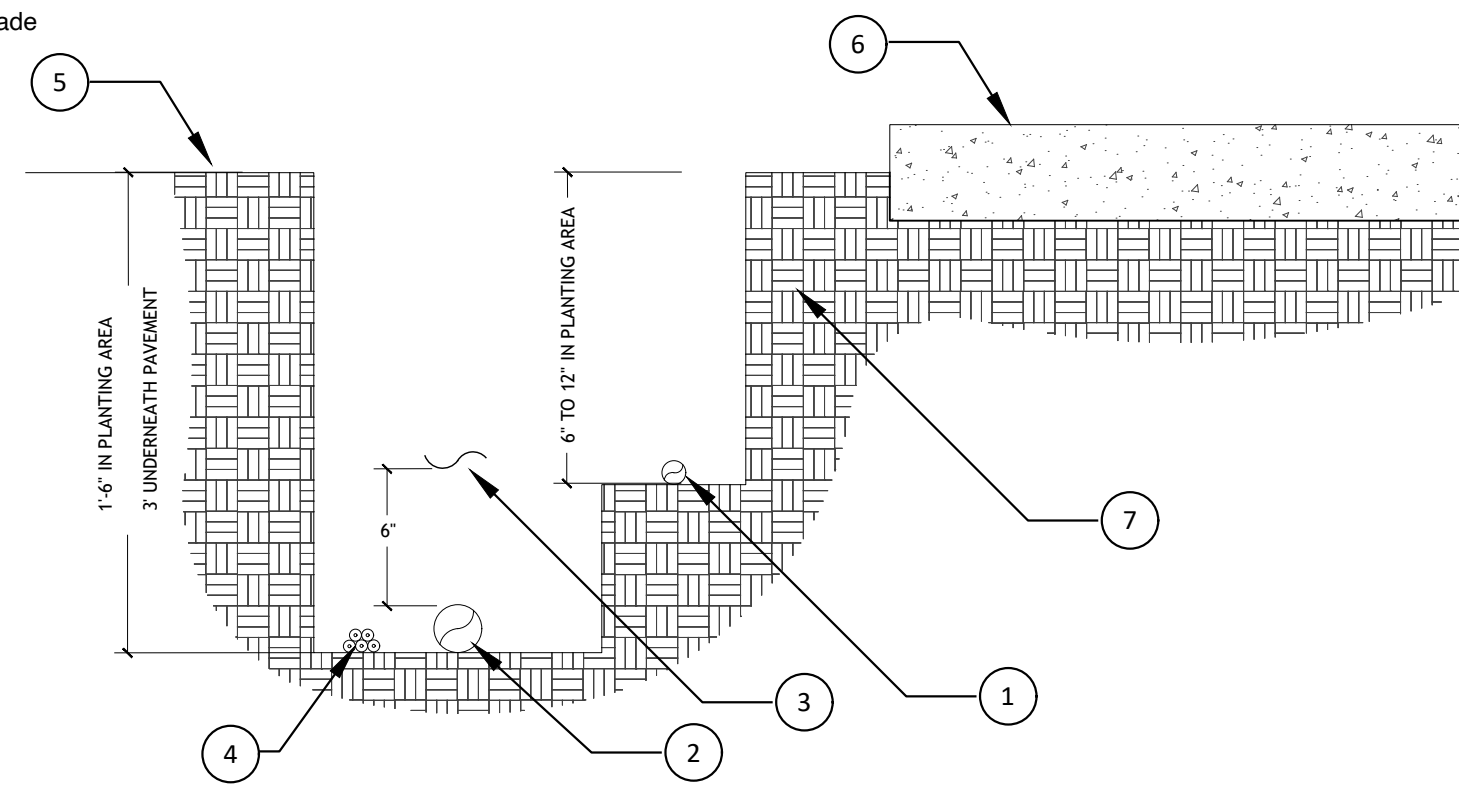 ade
5
6
1'-6" IN PLANTING AREA
3' UNDERNEATH PAVEMENT
6" TO 12" IN PLANTING AREA
6"
7
3
1
4
2